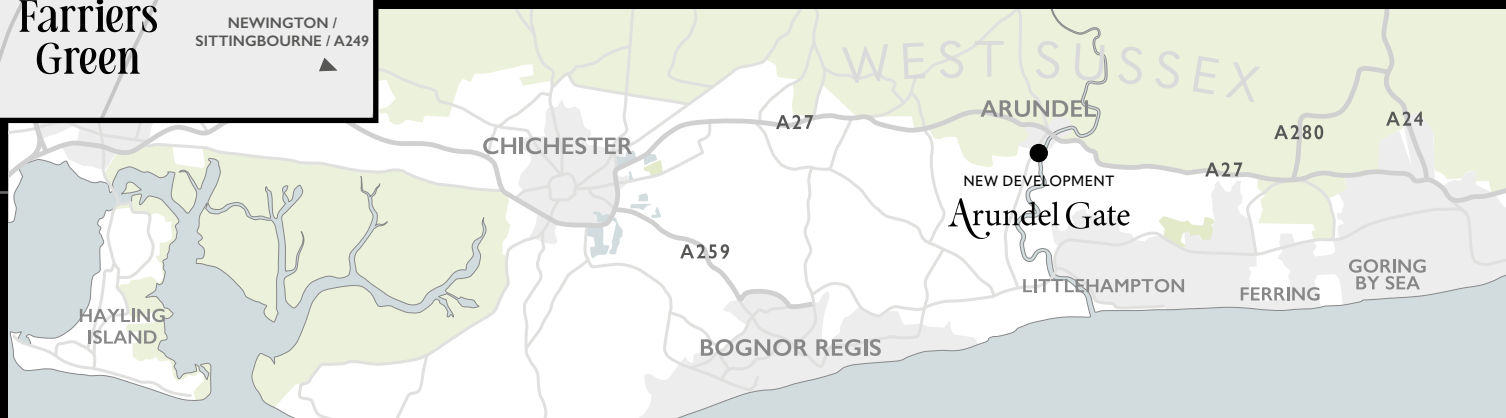 Farriers
Green
NEWINGTON /
SITTINGBOURNE / A249
WEST SUSSEX
ARUNDEL
A27
A24
A280
CHICHESTER
A27
NEW DEVELOPMENT
Arundel Gate
A259
LITTLEHAMPTON
FERRING
GORING
BY SEA
HAYLING
ISLAND
BOGNOR REGIS